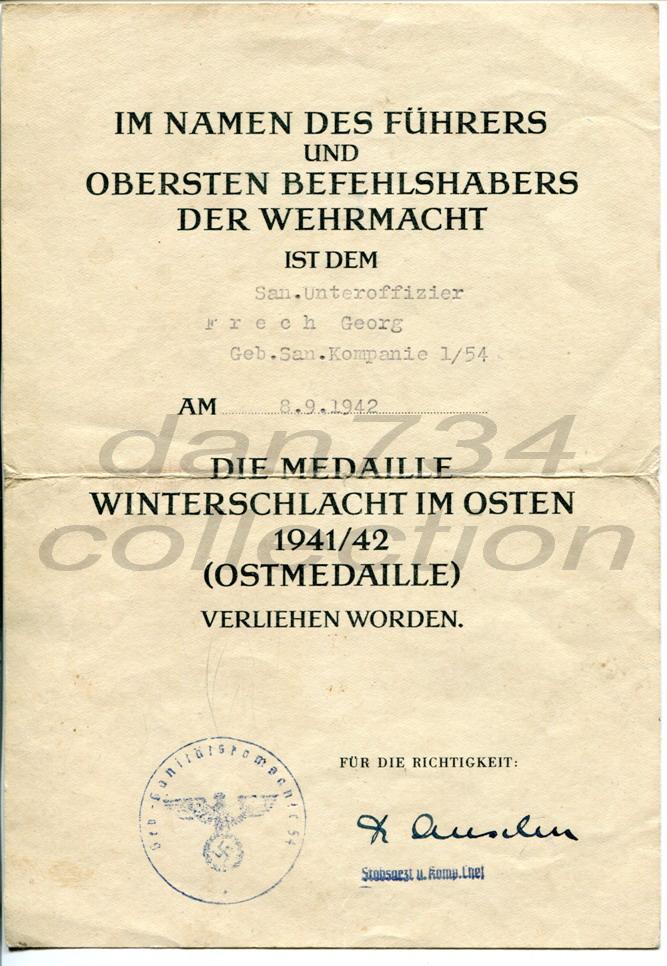 IM NAMEN DES FÜHRERS
UND
OBERSTEN BEFEHLSHABERS
DER WEHRMACHT
IST DEM
San.Unteroffizier
F r e c h Georg
Geb.San.Kompanie 1/54
AM 8.9.1942
dan734
DIE MEDAILLE
WINTERSCHLACHT IM OSTEN
collection
1941/42
(OSTMEDAILLE)
VERLIEHEN WORDEN.
FÜR DIE RICHTIGKEIT:
Stabsarzt u. Komp.Chef